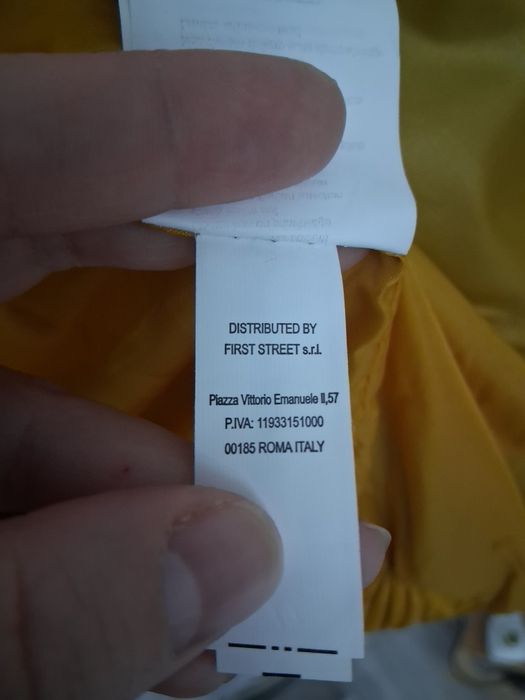 DISTRIBUTED BY
FIRST STREET s.r.l.
Piazza Vittorio Emanuele II,57
P.IVA: 11933151000
00185 ROMA ITALY